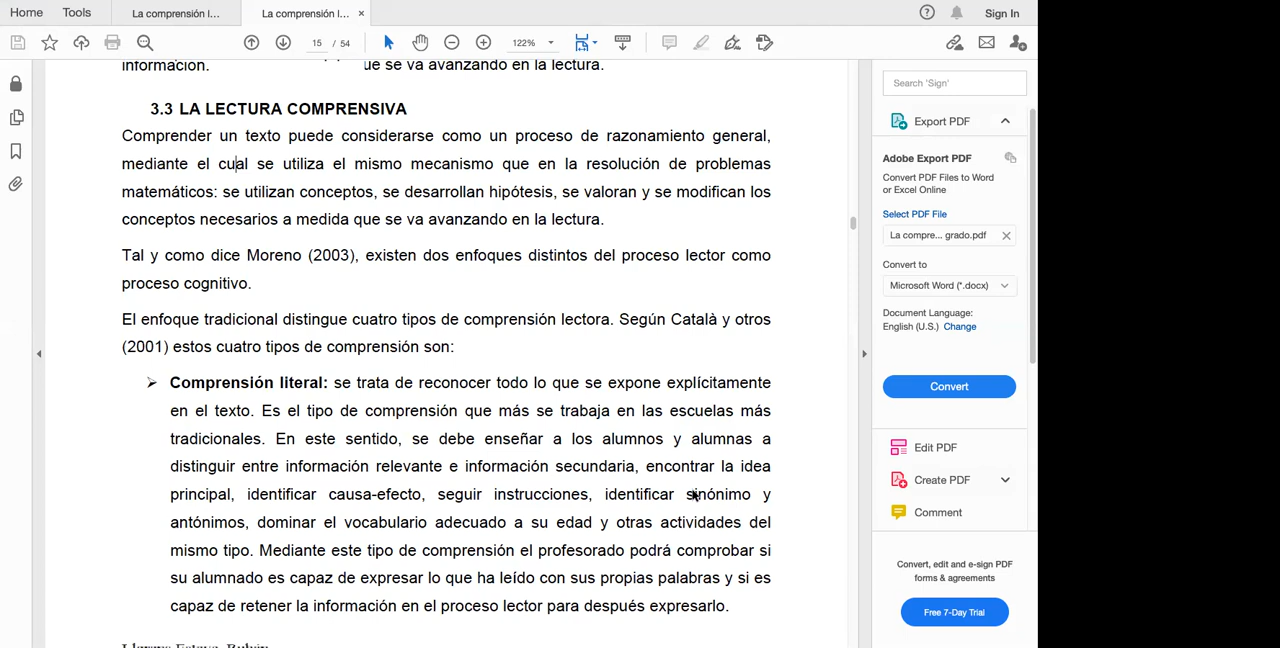 Home
Tools
La comprensión l...
La comprensión l...
×
Sign In
15 / 54
122%
información.
ue se va avanzando en la lectura.
3.3 LA LECTURA COMPRENSIVA
Comprender un texto puede considerarse como un proceso de razonamiento general,
mediante el cual se utiliza el mismo mecanismo que en la resolución de problemas
matemáticos: se utilizan conceptos, se desarrollan hipótesis, se valoran y se modifican los
conceptos necesarios a medida que se va avanzando en la lectura.
Tal y como dice Moreno (2003), existen dos enfoques distintos del proceso lector como
proceso cognitivo.
El enfoque tradicional distingue cuatro tipos de comprensión lectora. Según Català y otros
(2001) estos cuatro tipos de comprensión son:
➢ Comprensión literal: se trata de reconocer todo lo que se expone explícitamente
en el texto. Es el tipo de comprensión que más se trabaja en las escuelas más
tradicionales. En este sentido, se debe enseñar a los alumnos y alumnas a
distinguir entre información relevante e información secundaria, encontrar la idea
principal, identificar causa-efecto, seguir instrucciones, identificar sinónimo y
antónimos, dominar el vocabulario adecuado a su edad y otras actividades del
mismo tipo. Mediante este tipo de comprensión el profesorado podrá comprobar si
su alumnado es capaz de expresar lo que ha leído con sus propias palabras y si es
capaz de retener la información en el proceso lector para después expresarlo.
Search 'Sign'
Export PDF
Adobe Export PDF
Convert PDF Files to Word
or Excel Online
Select PDF File
La compre... grado.pdf
Convert to
Microsoft Word (*.docx)
Document Language:
English (U.S.) Change
Convert
Edit PDF
Create PDF
Comment
Convert, edit and e-sign PDF
forms & agreements
Free 7-Day Trial